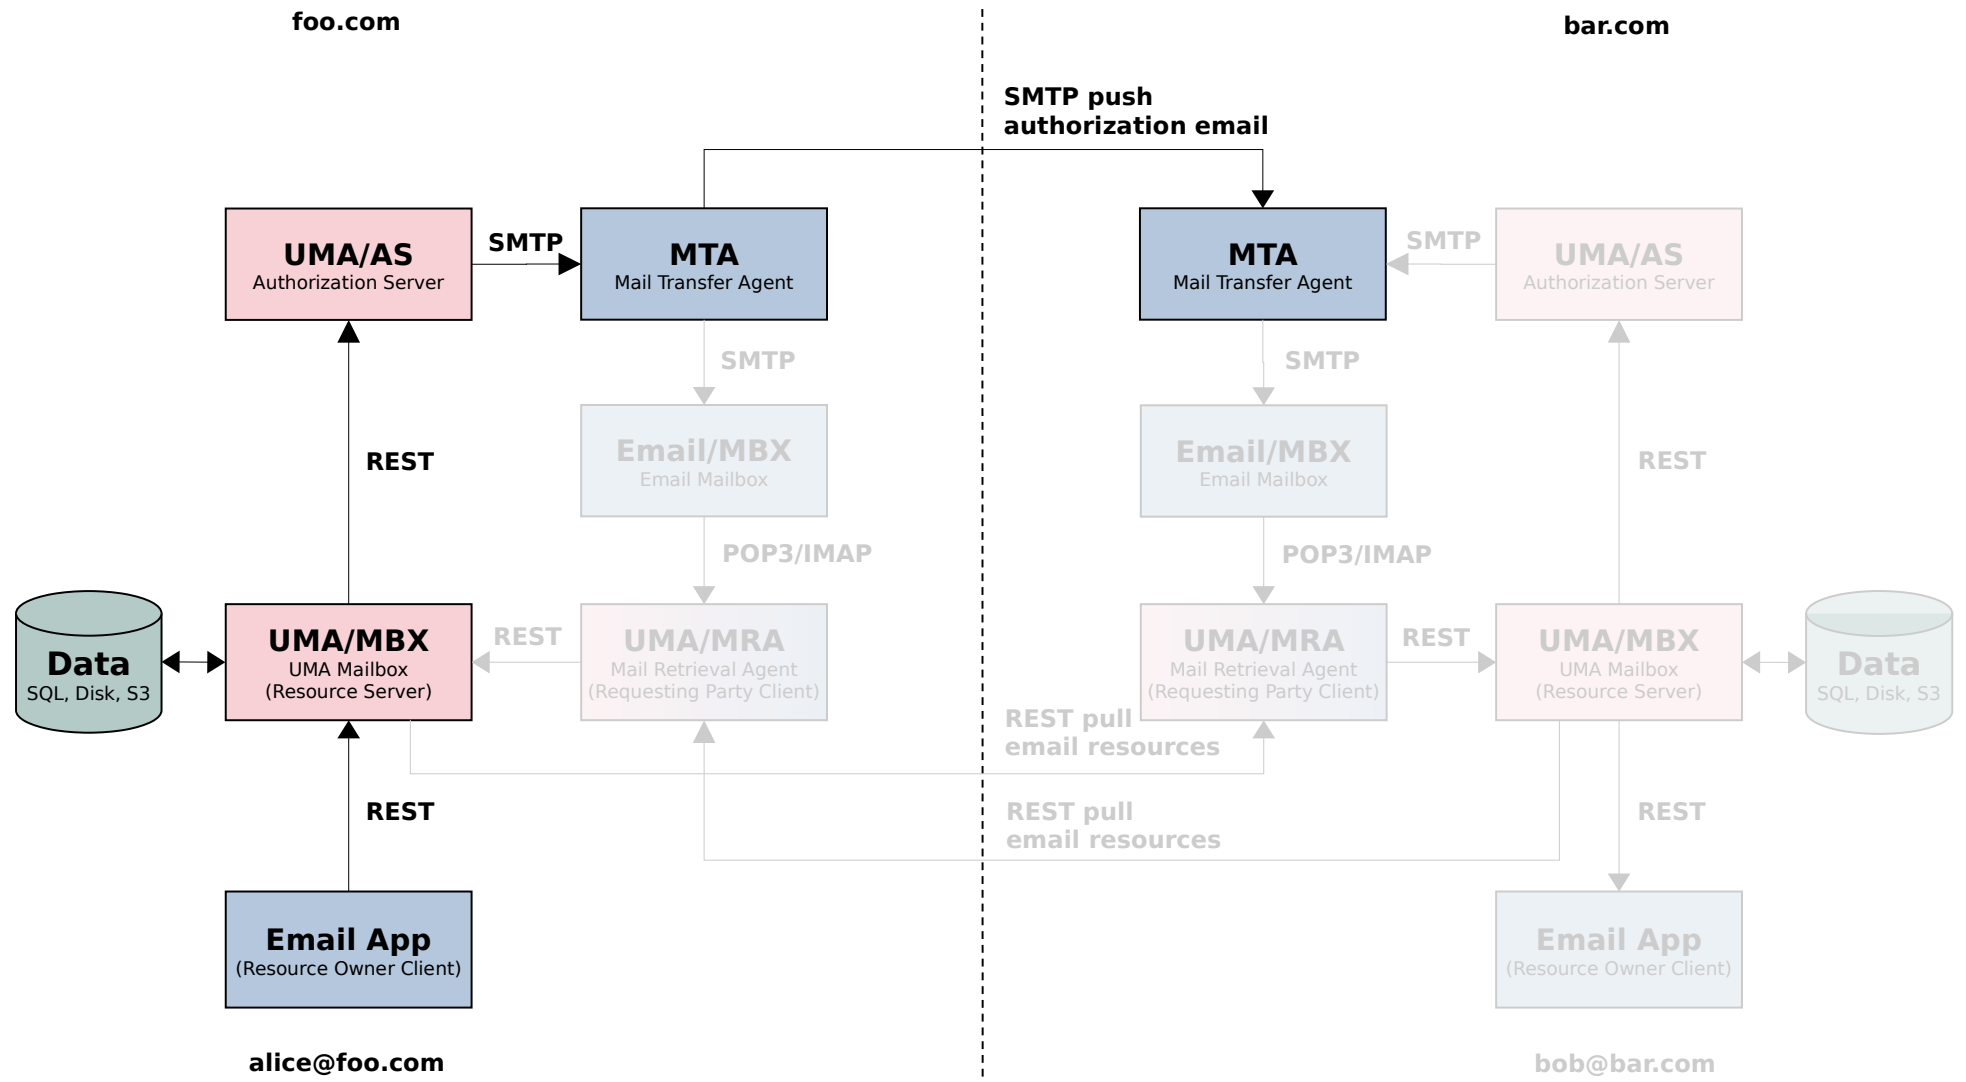 foo.com
bar.com
SMTP push
authorization email
UMA/AS
Authorization Server
SMTP
MTA
Mail Transfer Agent
MTA
Mail Transfer Agent
SMTP
UMA/AS
Authorization Server
SMTP
SMTP
REST
Email/MBX
Email Mailbox
Email/MBX
Email Mailbox
REST
POP3/IMAP
POP3/IMAP
Data
SQL, Disk, S3
UMA/MBX
UMA Mailbox
(Resource Server)
REST
UMA/MRA
Mail Retrieval Agent
(Requesting Party Client)
UMA/MRA
Mail Retrieval Agent
(Requesting Party Client)
REST
UMA/MBX
UMA Mailbox
(Resource Server)
Data
SQL, Disk, S3
REST pull
email resources
REST
REST pull
email resources
REST
Email App
(Resource Owner Client)
Email App
(Resource Owner Client)
alice@foo.com
bob@bar.com